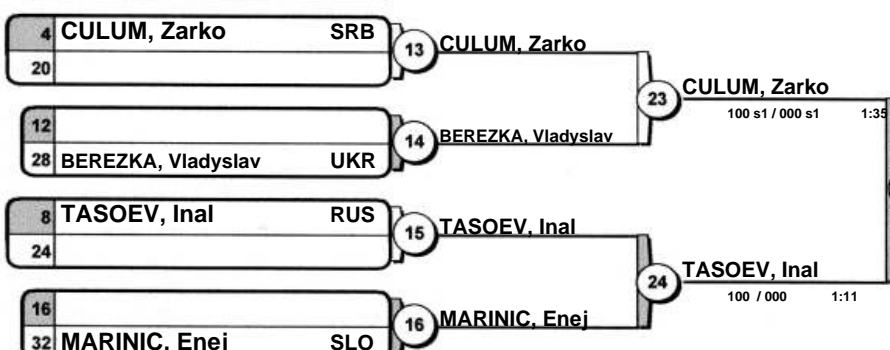 4 CULUM, Zarko SRB
20
13 CULUM, Zarko
12
28 BEREZKA, Vladyslav UKR
14 BEREZKA, Vladyslav
23 CULUM, Zarko
100 s1 / 000 s1 1:35
8 TASOEV, Inal RUS
24
15 TASOEV, Inal
16
32 MARINIC, Enej SLO
16 MARINIC, Enej
24 TASOEV, Inal
100 / 000 1:11